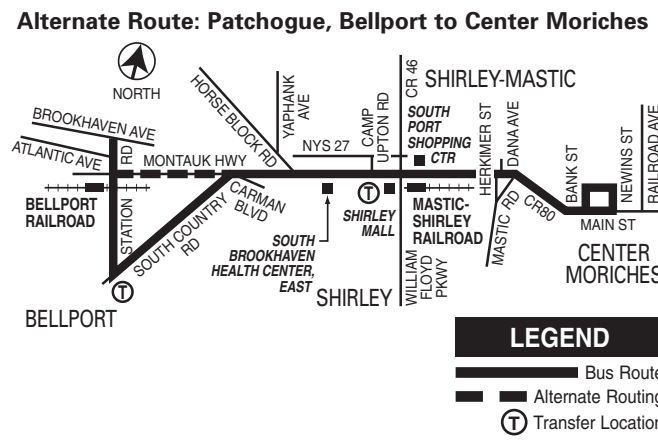 Alternate Route: Patchogue, Bellport to Center Moriches
NORTH
BROOKHAVEN AVE
ATLANTIC AVE
STATION RD
MONTAUK HWY
HORSE BLOCK RD
YAPHANK
AVE
NYS 27
CAMP
UPTON RD
CR 46
SHIRLEY-MASTIC
SOUTH
PORT
SHOPPING
CTR
HERKIMER ST
DANA AVE
BANK ST
NEWINS ST
RAILROAD AVE
BELLPORT
RAILROAD
SOUTH COUNTRY
RD
CARMAN
BLVD
SOUTH
BROOKHAVEN
HEALTH CENTER,
EAST
T
SHIRLEY
MALL
MASTIC-
SHIRLEY
RAILROAD
MASTIC RD
CR80
MAIN ST
CENTER
MORICHES
WILLIAM
FLOYD
PKWY
SHIRLEY
T
BELLPORT
LEGEND
Bus Route
Alternate Routing
T Transfer Location